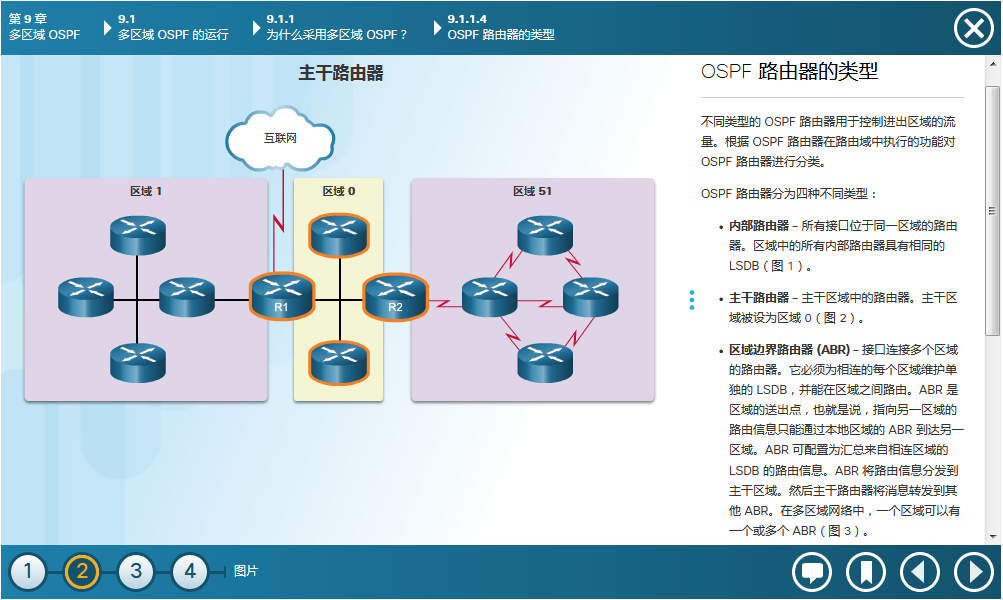 第 9 章
多区域 OSPF
9.1
多区域 OSPF 的运行
9.1.1
为什么采用多区域 OSPF？
9.1.1.4
OSPF 路由器的类型
主干路由器
互联网
区域 1
区域 0
区域 51
R1
R2
OSPF 路由器的类型
不同类型的 OSPF 路由器用于控制进出区域的流
量。根据 OSPF 路由器在路由域中执行的功能对
OSPF 路由器进行分类。
OSPF 路由器分为四种不同类型：
• 内部路由器 – 所有接口位于同一区域的路由
器。区域中的所有内部路由器具有相同的
LSDB（图 1）。
• 主干路由器 – 主干区域中的路由器。主干区
域被设为区域 0（图 2）。
• 区域边界路由器 (ABR) – 接口连接多个区域
的路由器。它必须为相连的每个区域维护单
独的 LSDB，并能在区域之间路由。ABR 是
区域的送出点，也就是说，指向另一区域的
路由信息只能通过本地区域的 ABR 到达另一
区域。ABR 可配置为汇总来自相连区域的
LSDB 的路由信息。ABR 将路由信息分发到
主干区域。然后主干路由器将消息转发到其
他 ABR。在多区域网络中，一个区域可以有
一个或多个 ABR（图 3）。
1
2
3
4
图片